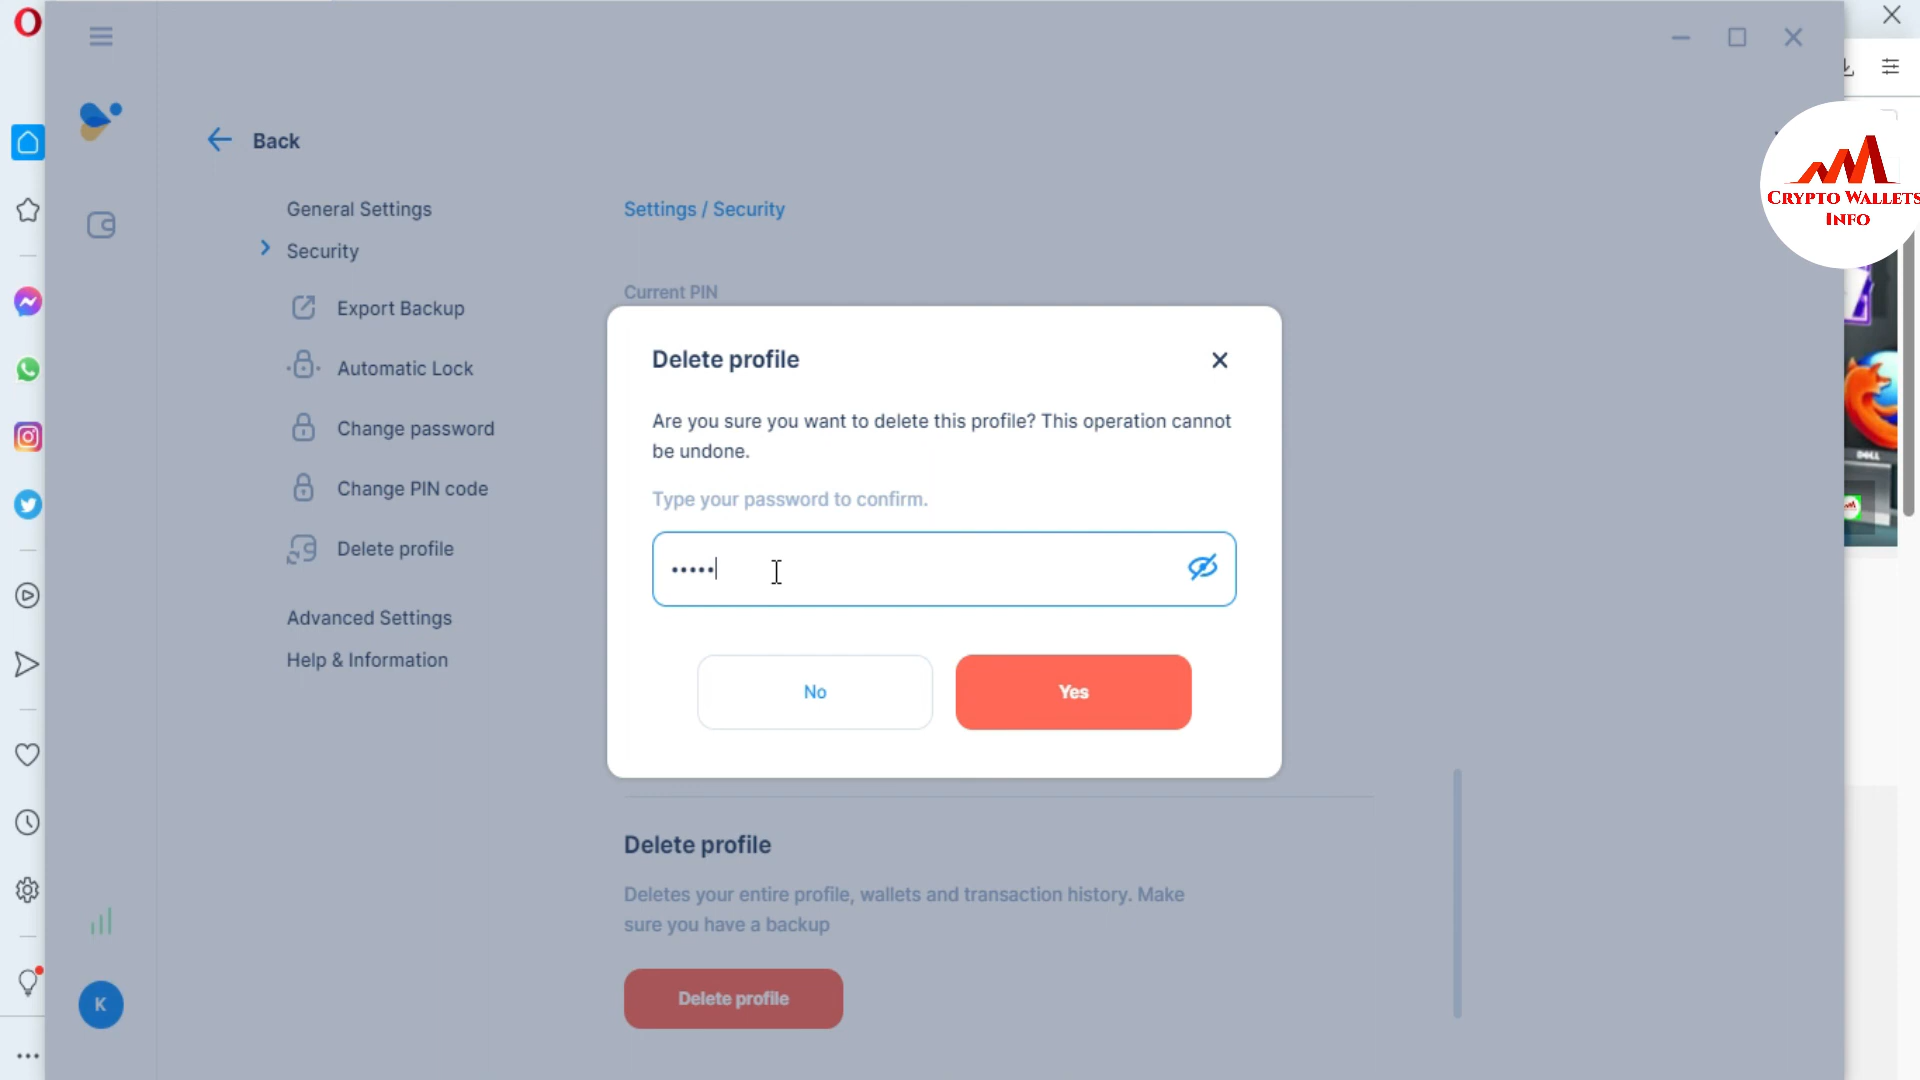 Back
General Settings
Security
Export Backup
Automatic Lock
Change password
Change PIN code
Delete profile
Advanced Settings
Help & Information
K
Settings / Security
Current PIN
Delete profile
Are you sure you want to delete this profile? This operation cannot
be undone.
Type your password to confirm.
•••••
No
Yes
Delete profile
Deletes your entire profile, wallets and transaction history. Make
sure you have a backup
Delete profile
CRYPTO WALLETS
INFO
DELL